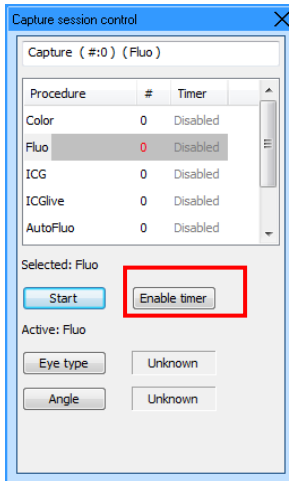 Capture session control
Capture ( #:0 ) ( Fluo )
Procedure # Timer
Color 0 Disabled
Fluo 0 Disabled
ICG 0 Disabled
ICGlive 0 Disabled
AutoFluo 0 Disabled
Selected: Fluo
Start Enable timer
Active: Fluo
Eye type Unknown
Angle Unknown